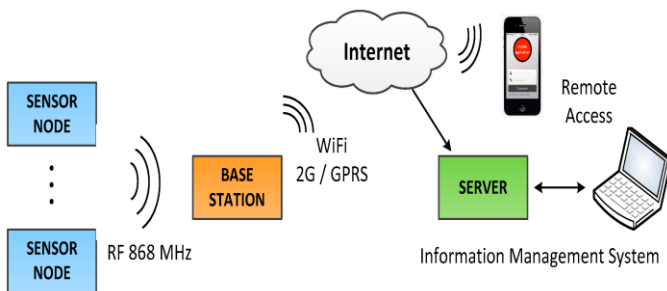 SENSOR
NODE
SENSOR
NODE
RF 868 MHz
BASE
STATION
WiFi
2G / GPRS
Internet
Remote
Access
SERVER
Information Management System